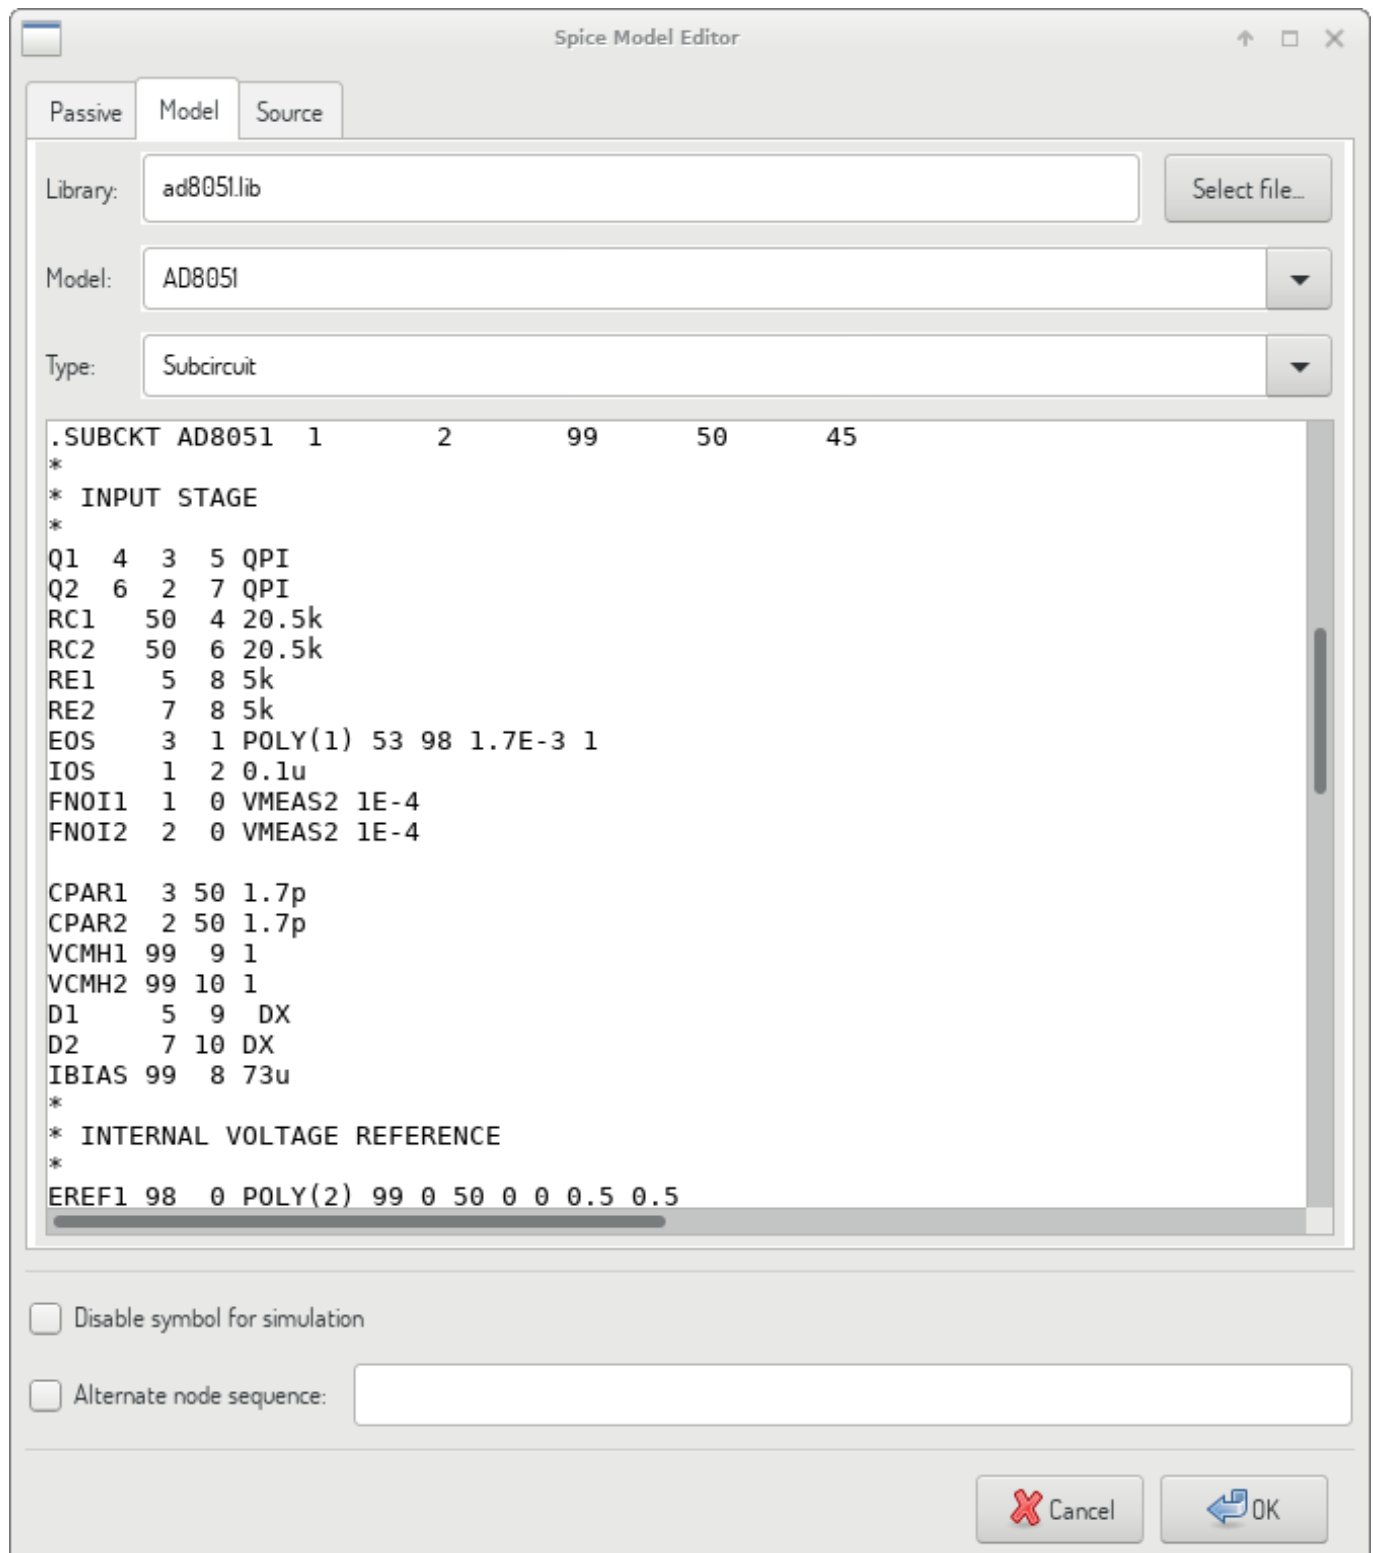 Spice Model Editor
Passive Model Source
Library: ad8051.lib Select file...
Model: AD8051
Type: Subcircuit
.SUBCKT AD8051  1       2       99      50      45
*
* INPUT STAGE
*
Q1  4  3  5 QPI
Q2  6  2  7 QPI
RC1   50  4 20.5k
RC2   50  6 20.5k
RE1    5  8 5k
RE2    7  8 5k
EOS    3  1 POLY(1) 53 98 1.7E-3 1
IOS    1  2 0.1u
FNOI1  1  0 VMEAS2 1E-4
FNOI2  2  0 VMEAS2 1E-4
CPAR1  3 50 1.7p
CPAR2  2 50 1.7p
VCMH1 99  9 1
VCMH2 99 10 1
D1     5  9  DX
D2     7 10 DX
IBIAS 99  8 73u
*
* INTERNAL VOLTAGE REFERENCE
*
EREF1 98  0 POLY(2) 99 0 50 0 0 0.5 0.5
Disable symbol for simulation
Alternate node sequence:
Cancel OK